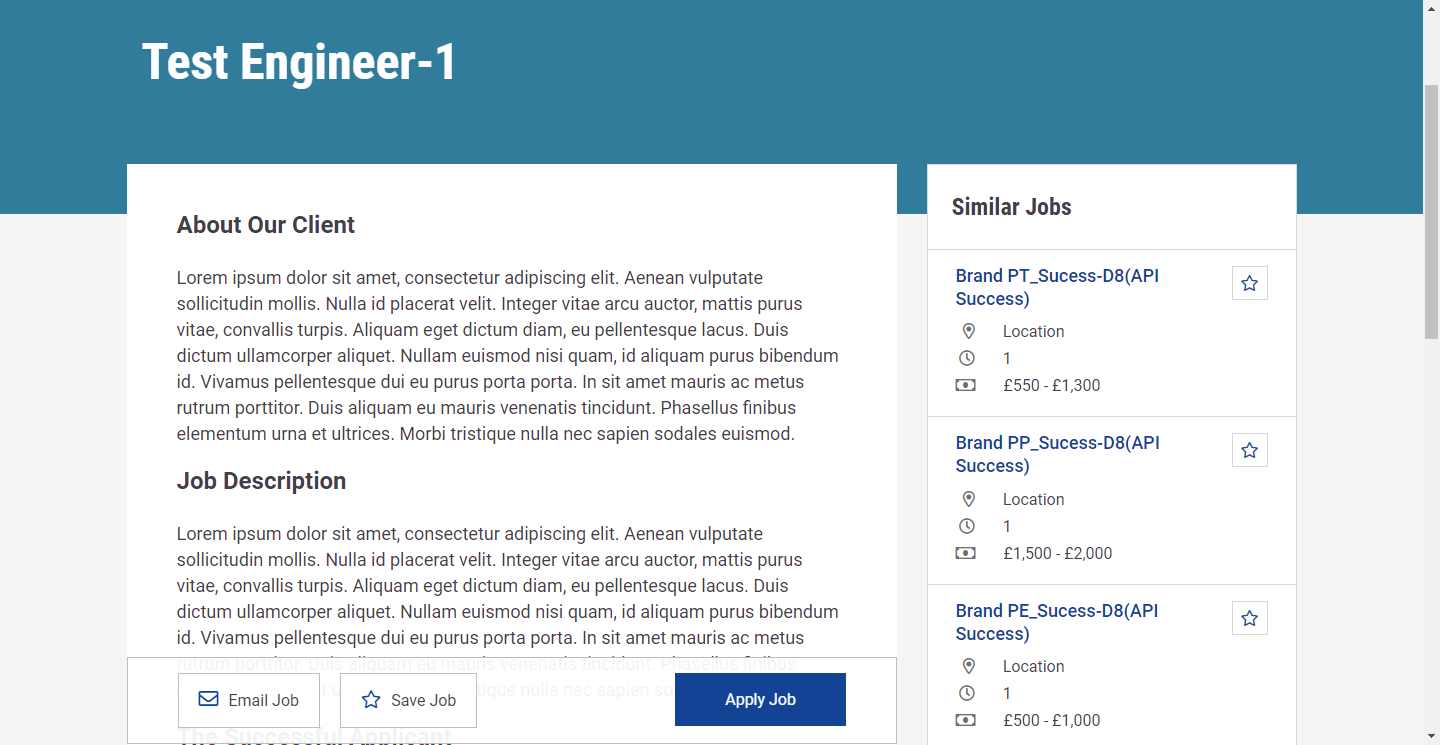 Test Engineer-1
About Our Client
Lorem ipsum dolor sit amet, consectetur adipiscing elit. Aenean vulputate
sollicitudin mollis. Nulla id placerat velit. Integer vitae arcu auctor, mattis purus
vitae, convallis turpis. Aliquam eget dictum diam, eu pellentesque lacus. Duis
dictum ullamcorper aliquet. Nullam euismod nisi quam, id aliquam purus bibendum
id. Vivamus pellentesque dui eu purus porta porta. In sit amet mauris ac metus
rutrum porttitor. Duis aliquam eu mauris venenatis tincidunt. Phasellus finibus
elementum urna et ultrices. Morbi tristique nulla nec sapien sodales euismod.
Job Description
Lorem ipsum dolor sit amet, consectetur adipiscing elit. Aenean vulputate
sollicitudin mollis. Nulla id placerat velit. Integer vitae arcu auctor, mattis purus
vitae, convallis turpis. Aliquam eget dictum diam, eu pellentesque lacus. Duis
dictum ullamcorper aliquet. Nullam euismod nisi quam, id aliquam purus bibendum
id. Vivamus pellentesque dui eu purus porta porta. In sit amet mauris ac metus
rutrum porttitor. Duis aliquam eu mauris venenatis tincidunt. Phasellus finibus
nulla nec sapien
The Successful Applicant
Email Job
Save Job
Apply Job
Similar Jobs
Brand PT_Sucess-D8(API
Success)
Location
1
£550 - £1,300
Brand PP_Sucess-D8(API
Success)
Location
1
£1,500 - £2,000
Brand PE_Sucess-D8(API
Success)
Location
1
£500 - £1,000